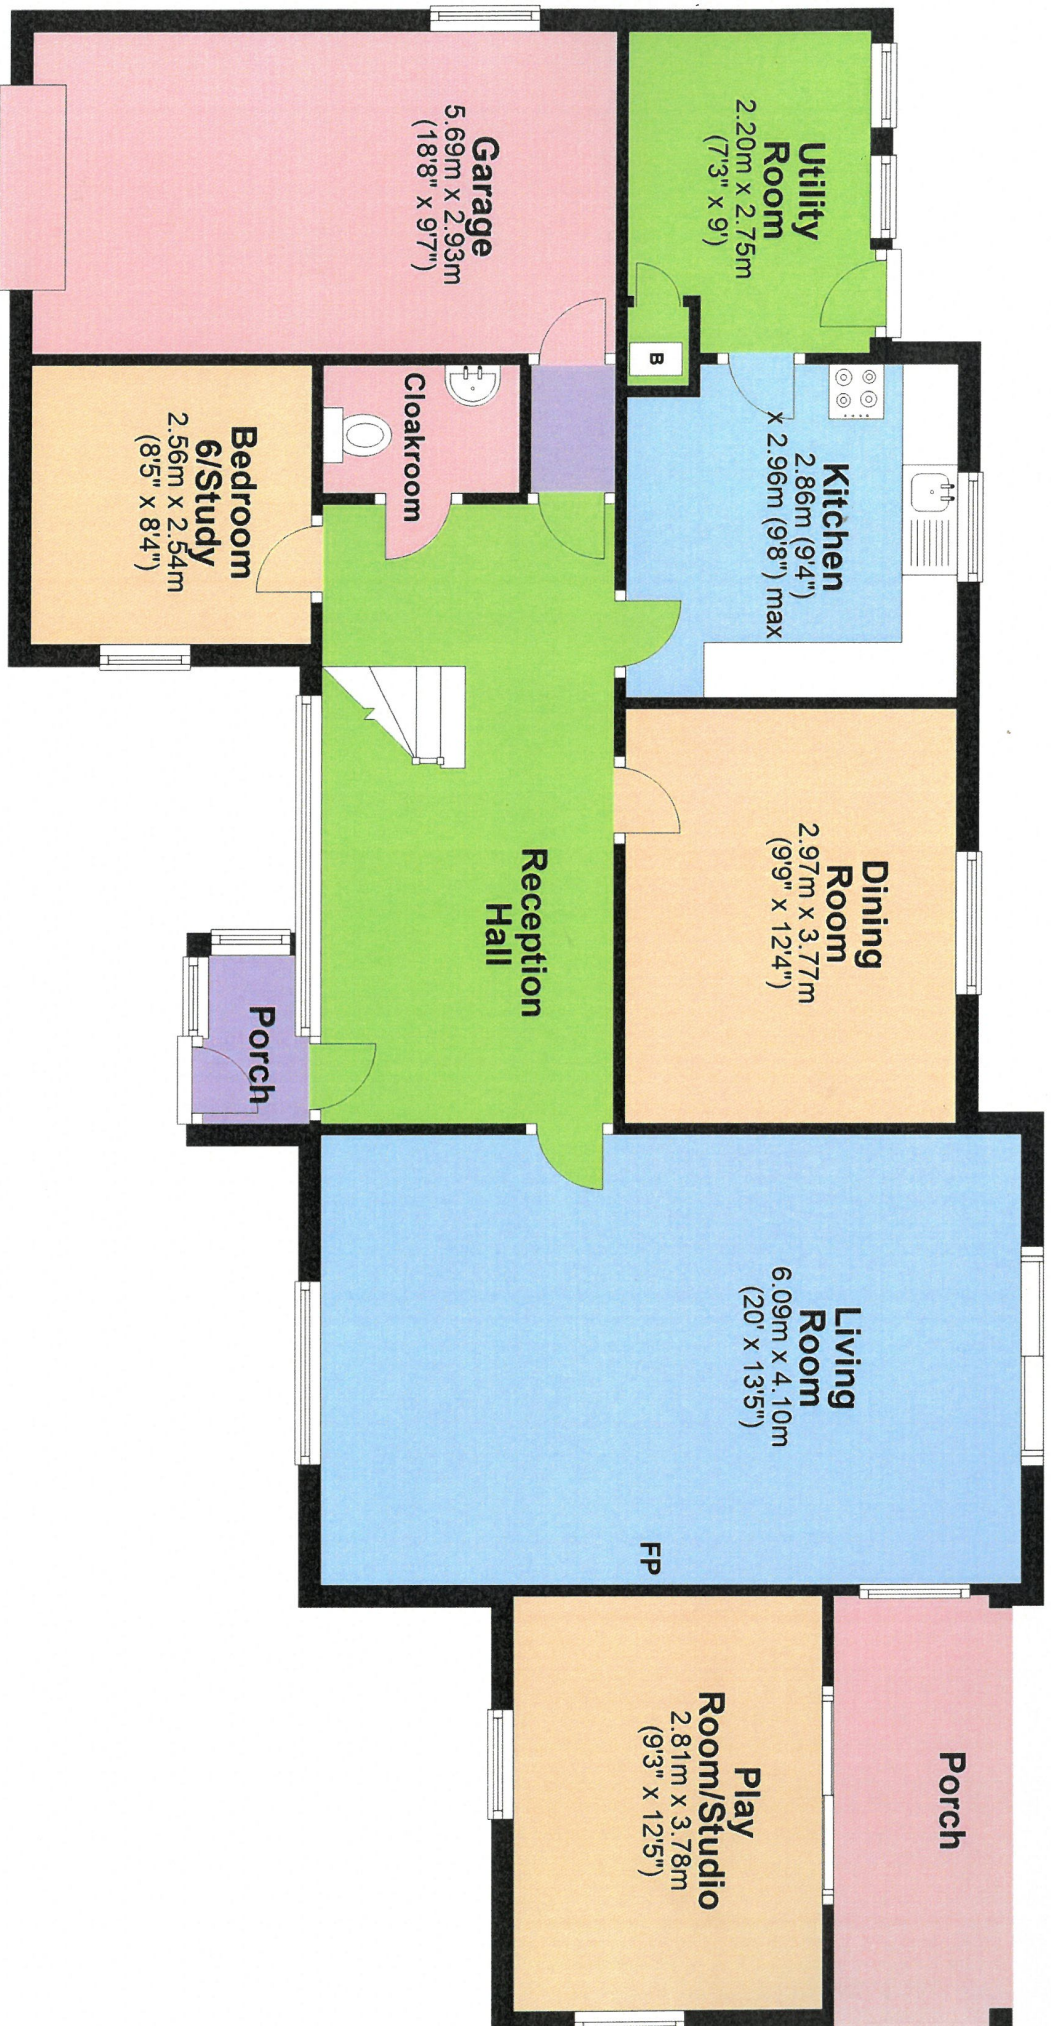 Utility
Room
2.20m x 2.75m
(7'3" x 9')
B
Kitchen
2.86m (9'4")
x 2.96m (9'8") max
Dining
Room
2.97m x 3.77m
(9'9" x 12'4")
Living
Room
6.09m x 4.10m
(20' x 13'5")
FP
Porch
Play
Room/Studio
2.81m x 3.78m
(9'3" x 12'5")
Garage
5.69m x 2.93m
(18'8" x 9'7")
Cloakroom
Reception
Hall
Bedroom
6/Study
2.56m x 2.54m
(8'5" x 8'4")
Porch